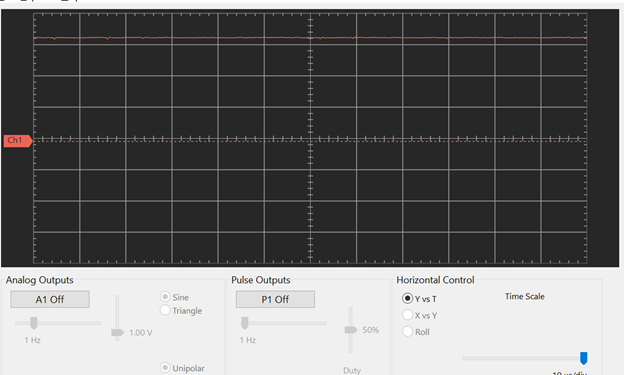 Ch1
Analog Outputs
A1 Off
1 Hz
1.00 V
Sine
Triangle
Unipolar
Pulse Outputs
P1 Off
1 Hz
50%
Duty
Horizontal Control
Y vs T
X vs Y
Roll
Time Scale